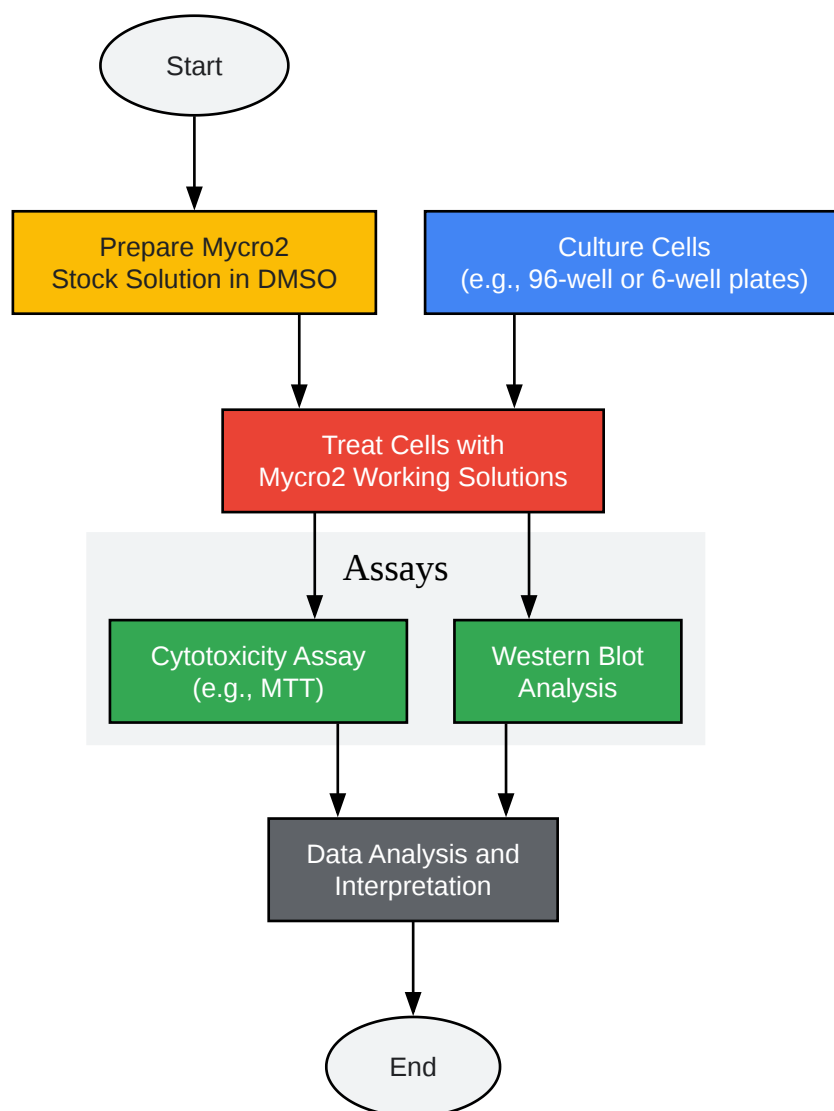 Start
Prepare Mycro2
Stock Solution in DMSO
Culture Cells
(e.g., 96-well or 6-well plates)
Treat Cells with
Mycro2 Working Solutions
Assays
Cytotoxicity Assay
(e.g., MTT)
Western Blot
Analysis
Data Analysis and
Interpretation
End